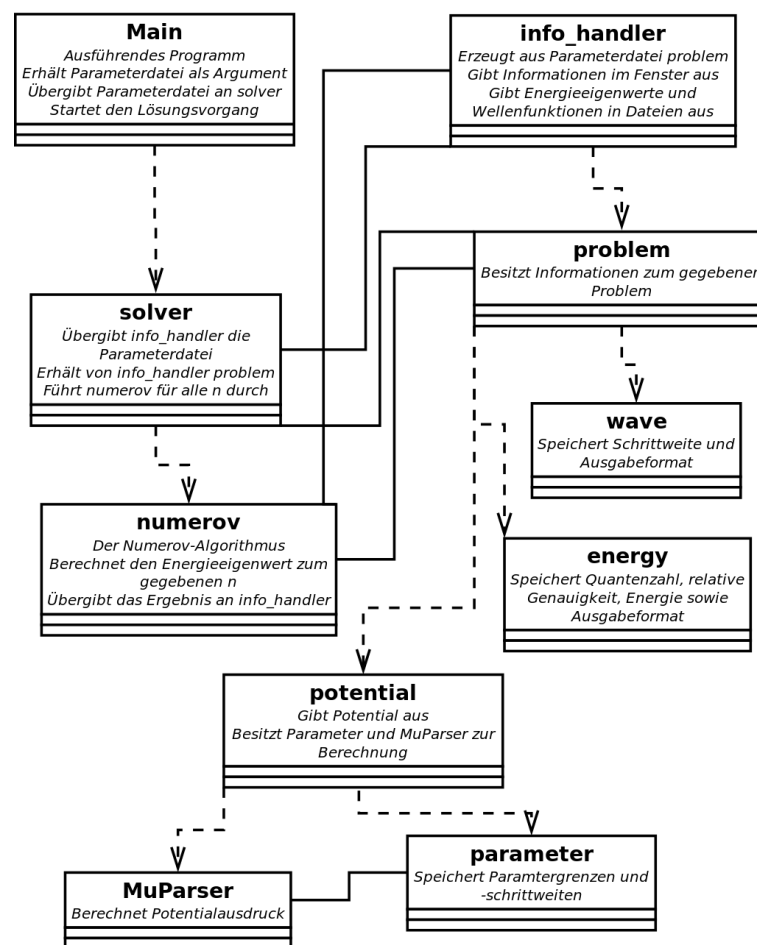 Main
Ausführendes Programm
Erhält Parameterdatei als Argument
Übergibt Parameterdatei an solver
Startet den Lösungsvorgang
info_handler
Erzeugt aus Parameterdatei problem
Gibt Informationen im Fenster aus
Gibt Energieeigenwerte und
Wellenfunktionen in Dateien aus
problem
Besitzt Informationen zum gegebenen
Problem
solver
Übergibt info_handler die
Parameterdatei
Erhält von info_handler problem
Führt numerov für alle n durch
wave
Speichert Schrittweite und
Ausgabeformat
numerov
Der Numerov-Algorithmus
Berechnet den Energieeigenwert zum
gegebenen n
Übergibt das Ergebnis an info_handler
energy
Speichert Quantenzahl, relative
Genauigkeit, Energie sowie
Ausgabeformat
potential
Gibt Potential aus
Besitzt Parameter und MuParser zur
Berechnung
parameter
Speichert Paramtergrenzen und
-schrittweiten
MuParser
Berechnet Potentialausdruck